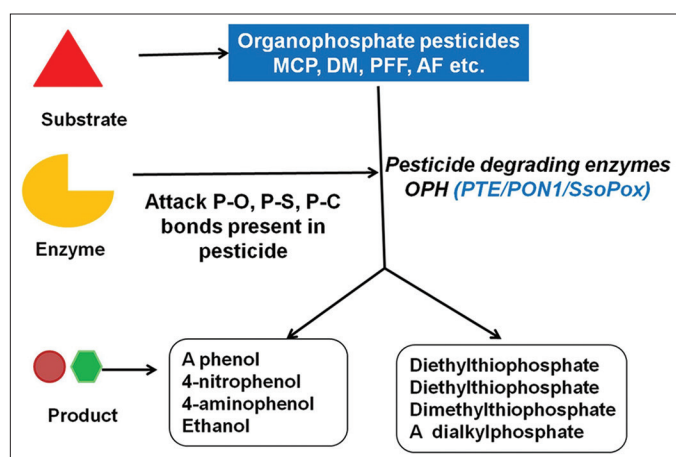 Organophosphate pesticides
MCP, DM, PFF, AF etc.
Substrate
Pesticide degrading enzymes
OPH (PTE/PON1/SsoPox)
Attack P-O, P-S, P-C
bonds present in
pesticide
Enzyme
A phenol
4-nitrophenol
4-aminophenol
Ethanol
Diethylthiophosphate
Diethylthiophosphate
Dimethylthiophosphate
A dialkylphosphate
Product